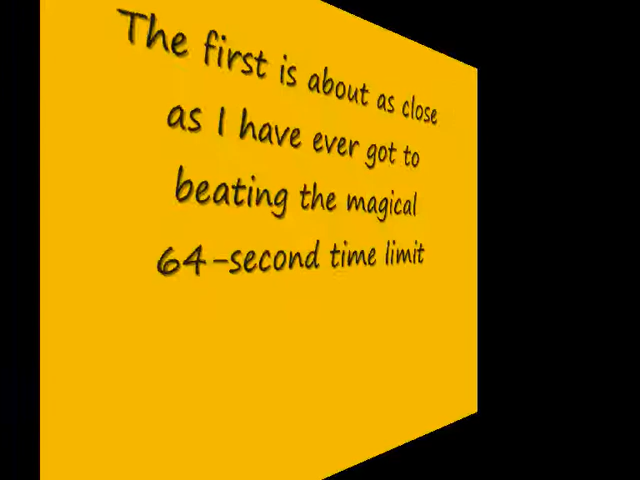 The first is about as close
as I have ever got to
beating the magical
64-second time limit